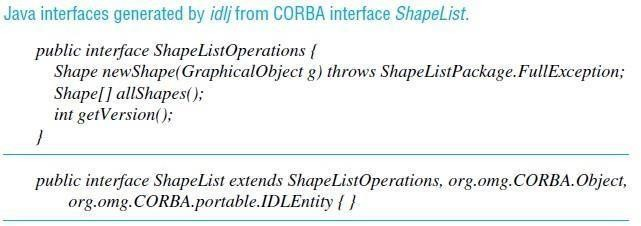 Java interfaces generated by idlj from CORBA interface ShapeList.
public interface ShapeListOperations {
Shape newShape(GraphicalObject g) throws ShapeListPackage.FullException;
Shape[] allShapes();
int getVersion();
}
public interface ShapeList extends ShapeListOperations, org.omg.CORBA.Object,
org.omg.CORBA.portable.IDLEntity { }